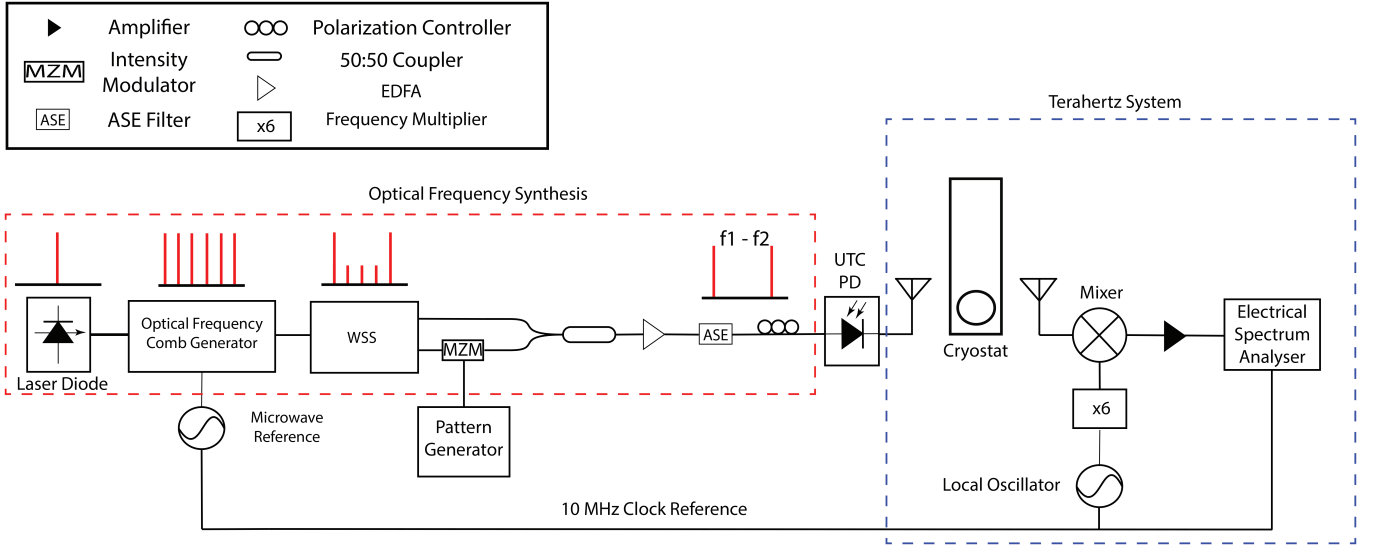 Amplifier
Polarization Controller
MZM
Intensity
Modulator
50:50 Coupler
EDFA
ASE
ASE Filter
x6
Frequency Multiplier
Terahertz System
Optical Frequency Synthesis
f1 - f2
UTC
PD
Laser Diode
Optical Frequency
Comb Generator
WSS
MZM
ASE
Cryostat
Mixer
Electrical
Spectrum
Analyser
x6
Microwave
Reference
Pattern
Generator
Local Oscillator
10 MHz Clock Reference